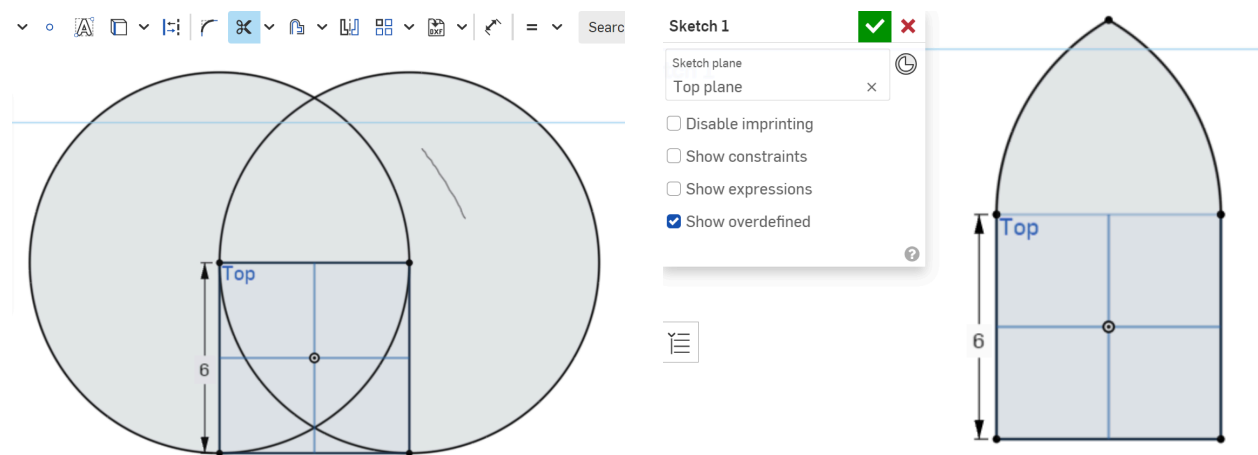 A
DXF
=
Searc
Top
6
Sketch 1
Sketch plane
Top plane
Disable imprinting
Show constraints
Show expressions
Show overdefined
?
Top
6